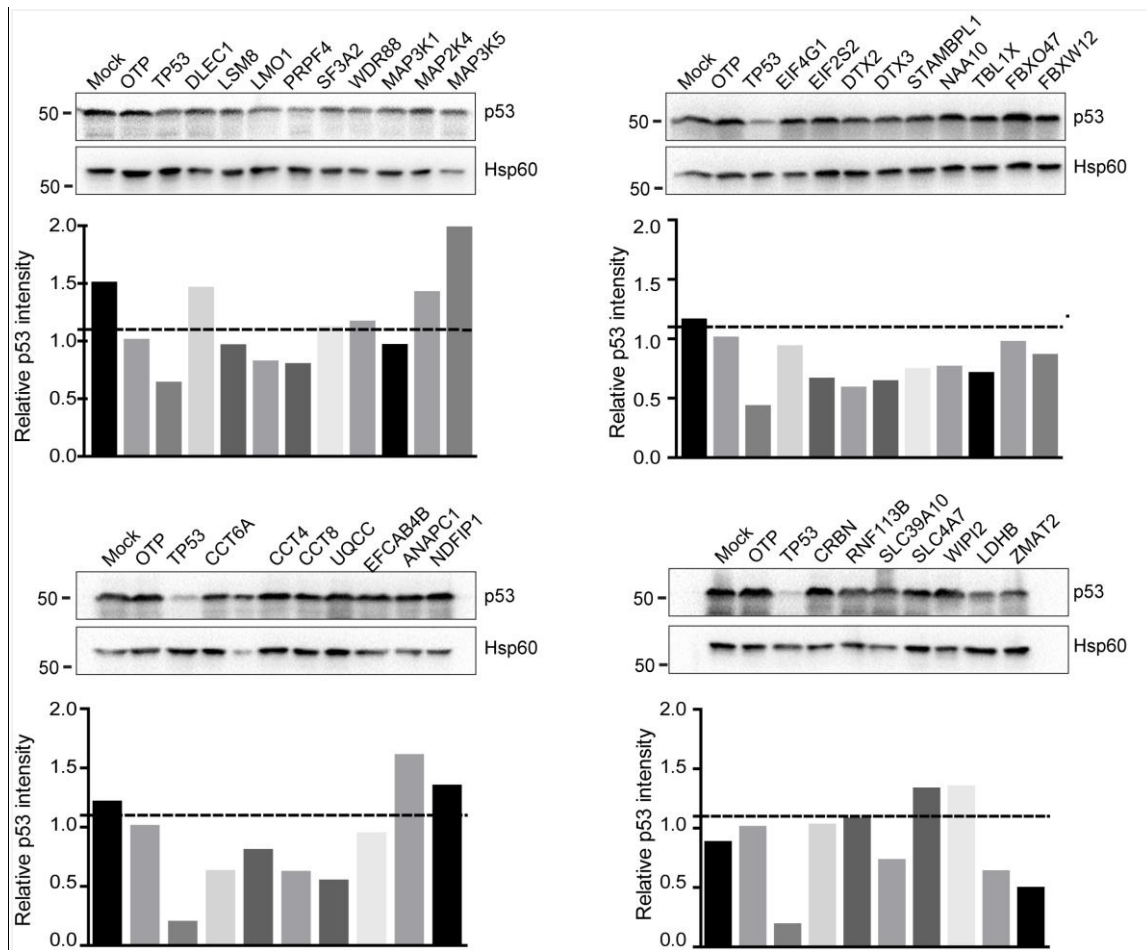 Mock OTP TP53 DLEC1 LSM8 LMO1 PRPF4 SF3A2 WDR88 MAP3K1 MAP2K4 MAP3K5
50 p53
50 Hsp60
Relative p53 intensity
2.0
1.5
1.0
0.5
0.0
Mock OTP TP53 EIF4G1 EIF2S2 DTX2 DTX3 STAMBPL1 NAA10 TBL1X FBXO47 FBXW12
50 p53
50 Hsp60
Relative p53 intensity
2.0
1.5
1.0
0.5
0.0
Mock OTP TP53 CCT6A CCT4 CCT8 UQCC EFCAB4B ANAPC1 NDFIP1
50 p53
50 Hsp60
Relative p53 intensity
2.0
1.5
1.0
0.5
0.0
Mock OTP TP53 CRBN RNF113B SLC39A10 SLC4A7 WIPI2 LDHB ZMAT2
50 p53
50 Hsp60
Relative p53 intensity
2.0
1.5
1.0
0.5
0.0